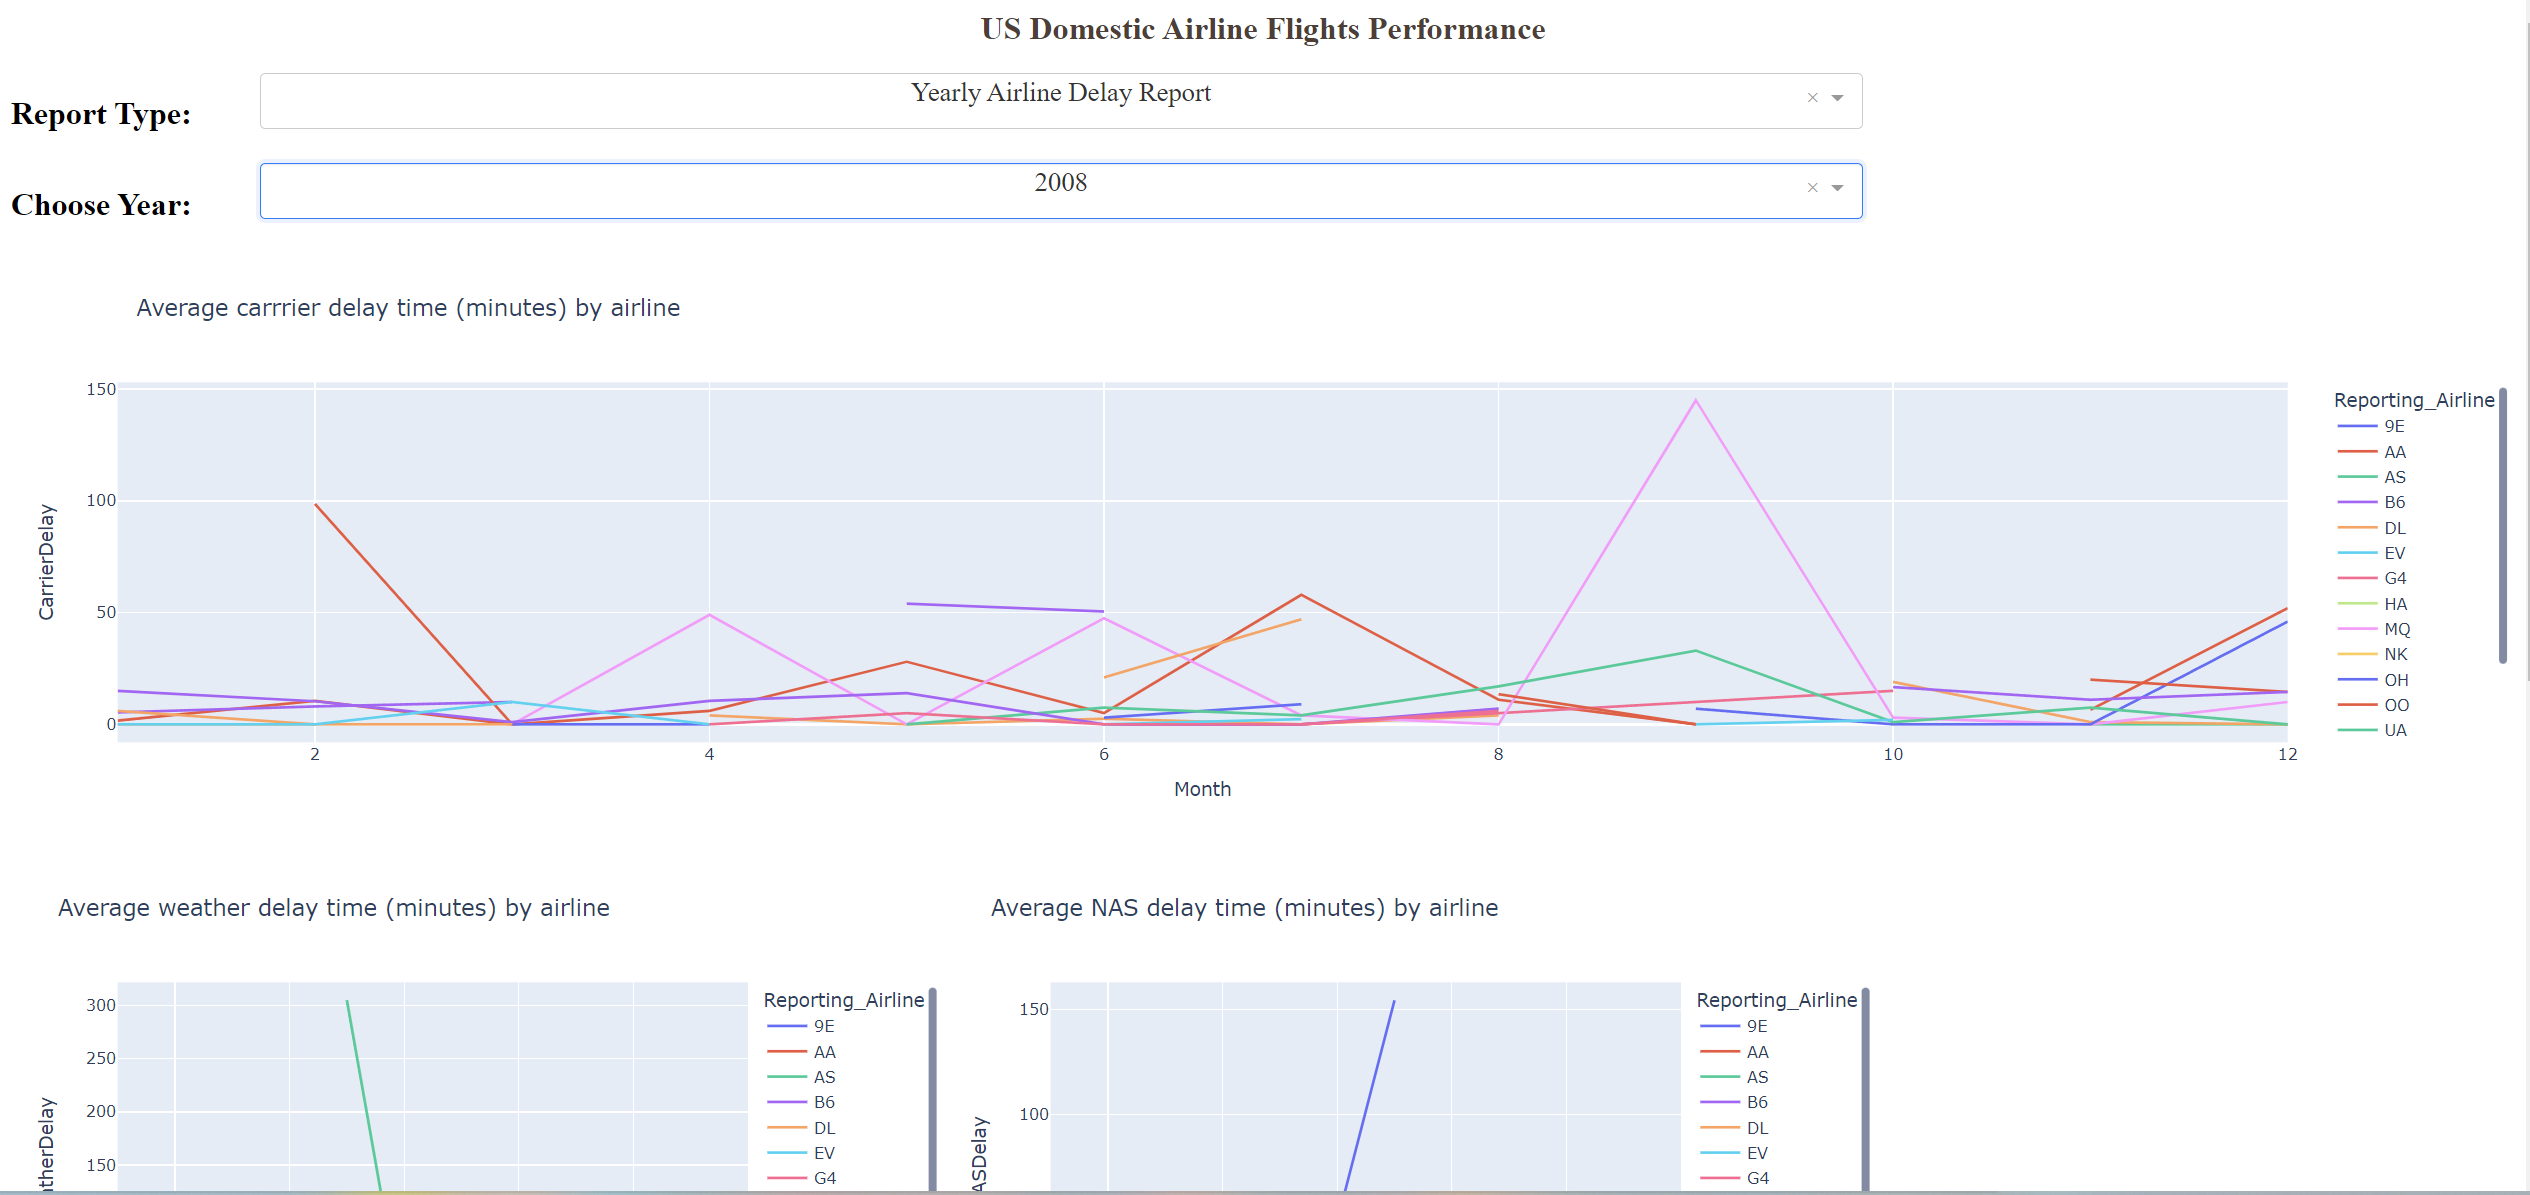 US Domestic Airline Flights Performance
Report Type:
Yearly Airline Delay Report
×
Choose Year:
2008
×
Average carrrier delay time (minutes) by airline
CarrierDelay
150
100
50
0
2 4 6 8 10 12
Month
Reporting_Airline
9E
AA
AS
B6
DL
EV
G4
HA
MQ
NK
OH
OO
UA
Average weather delay time (minutes) by airline
therDelay
300
250
200
150
Reporting_Airline
9E
AA
AS
B6
DL
EV
G4
Average NAS delay time (minutes) by airline
ASDelay
150
100
Reporting_Airline
9E
AA
AS
B6
DL
EV
G4